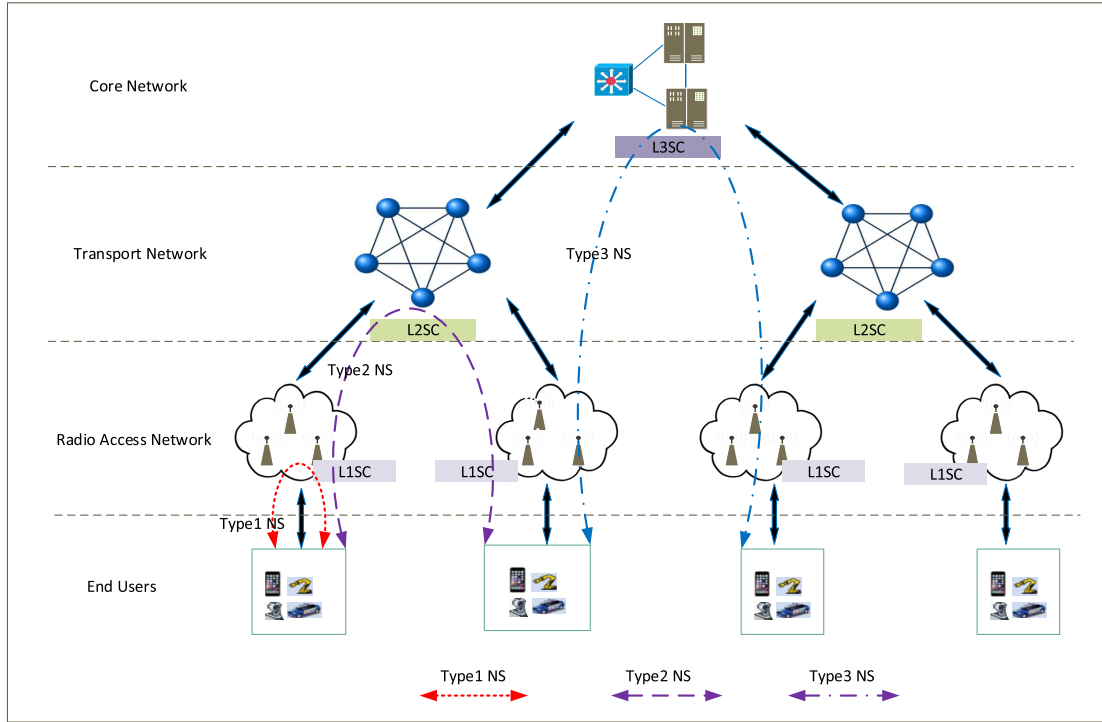 Core Network
L3SC
Transport Network
Type3 NS
L2SC
L2SC
Type2 NS
Radio Access Network
L1SC
L1SC
L1SC
L1SC
Type1 NS
End Users
Type1 NS
Type2 NS
Type3 NS